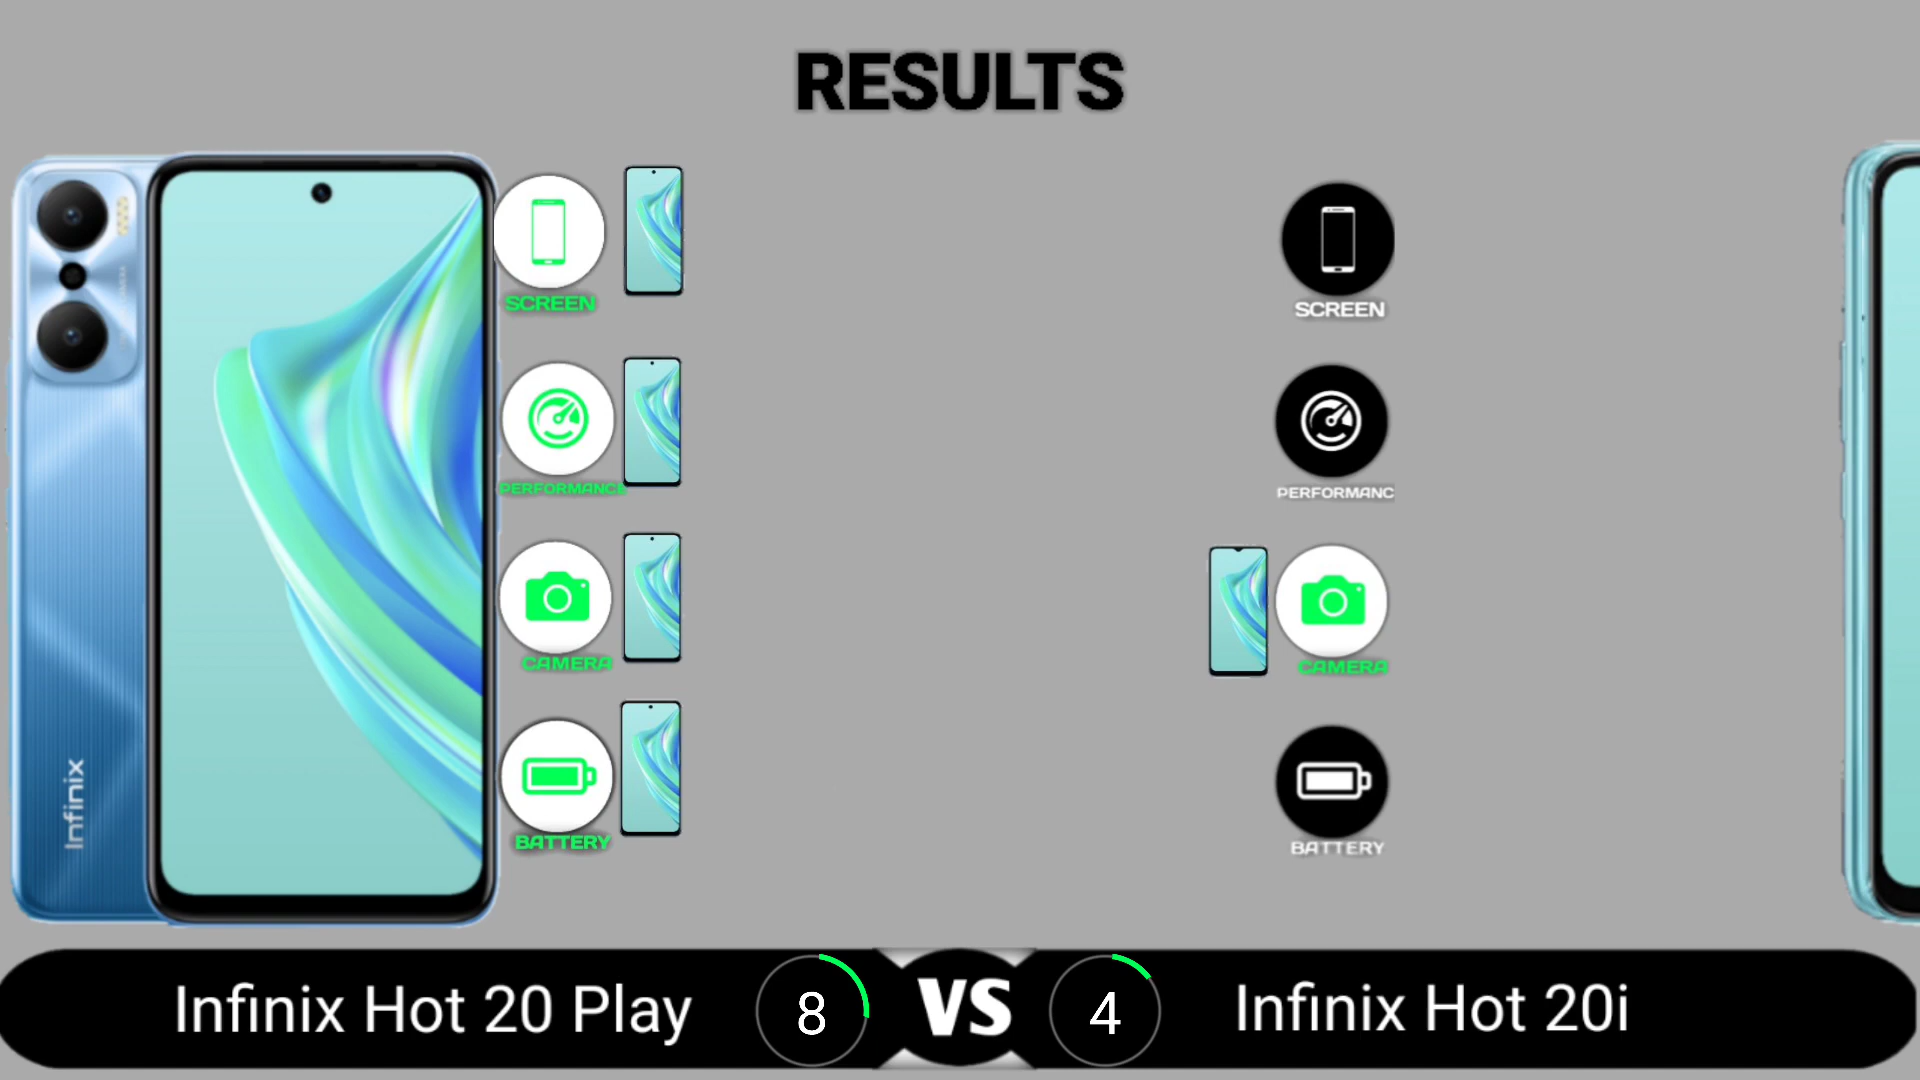 RESULTS
SCREEN
PERFORMANCE
CAMERA
BATTERY
Infinix
SCREEN
PERFORMANC
CAMERA
BATTERY
Infinix Hot 20 Play
8
VS
4
Infinix Hot 20i